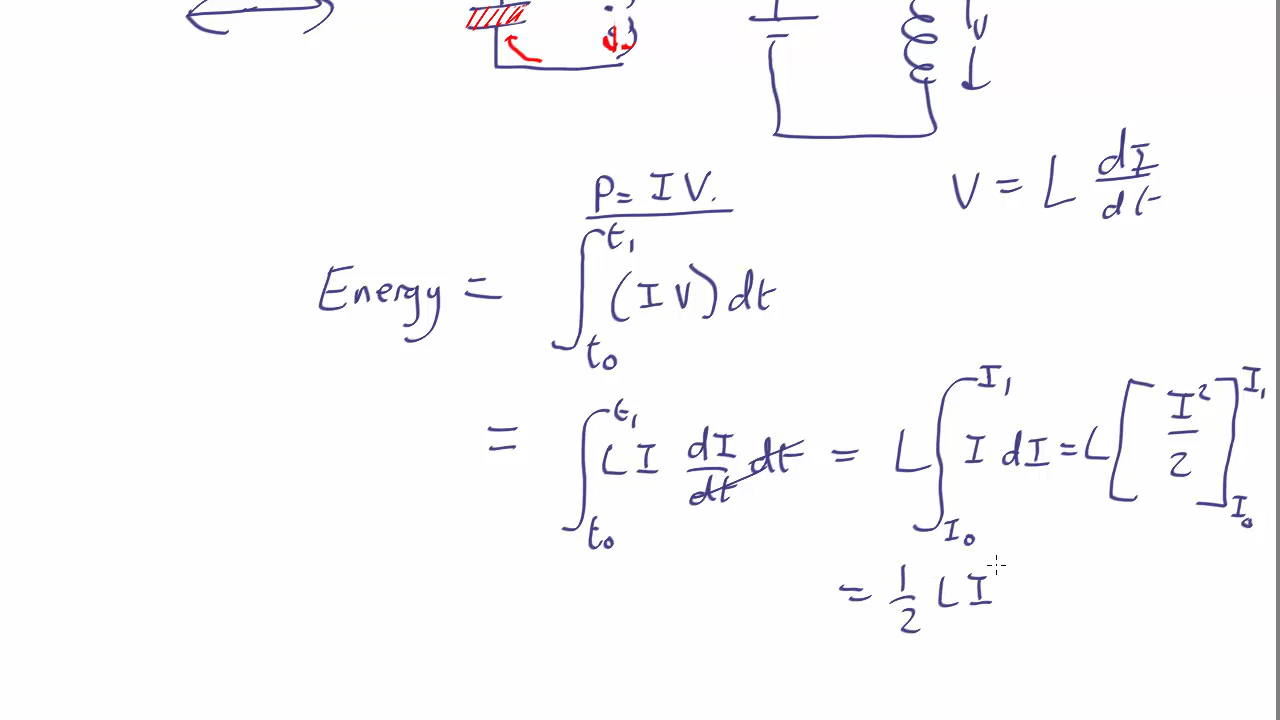 V
P = IV.
V = L dI/dt
Energy = ∫_{t₀}^{t₁} (I V) dt
= ∫_{t₀}^{t₁} L I dI/dt dt = L ∫_{I₀}^{I₁} I dI = L [I²/2]_{I₀}^{I₁}
= 1/2 L I